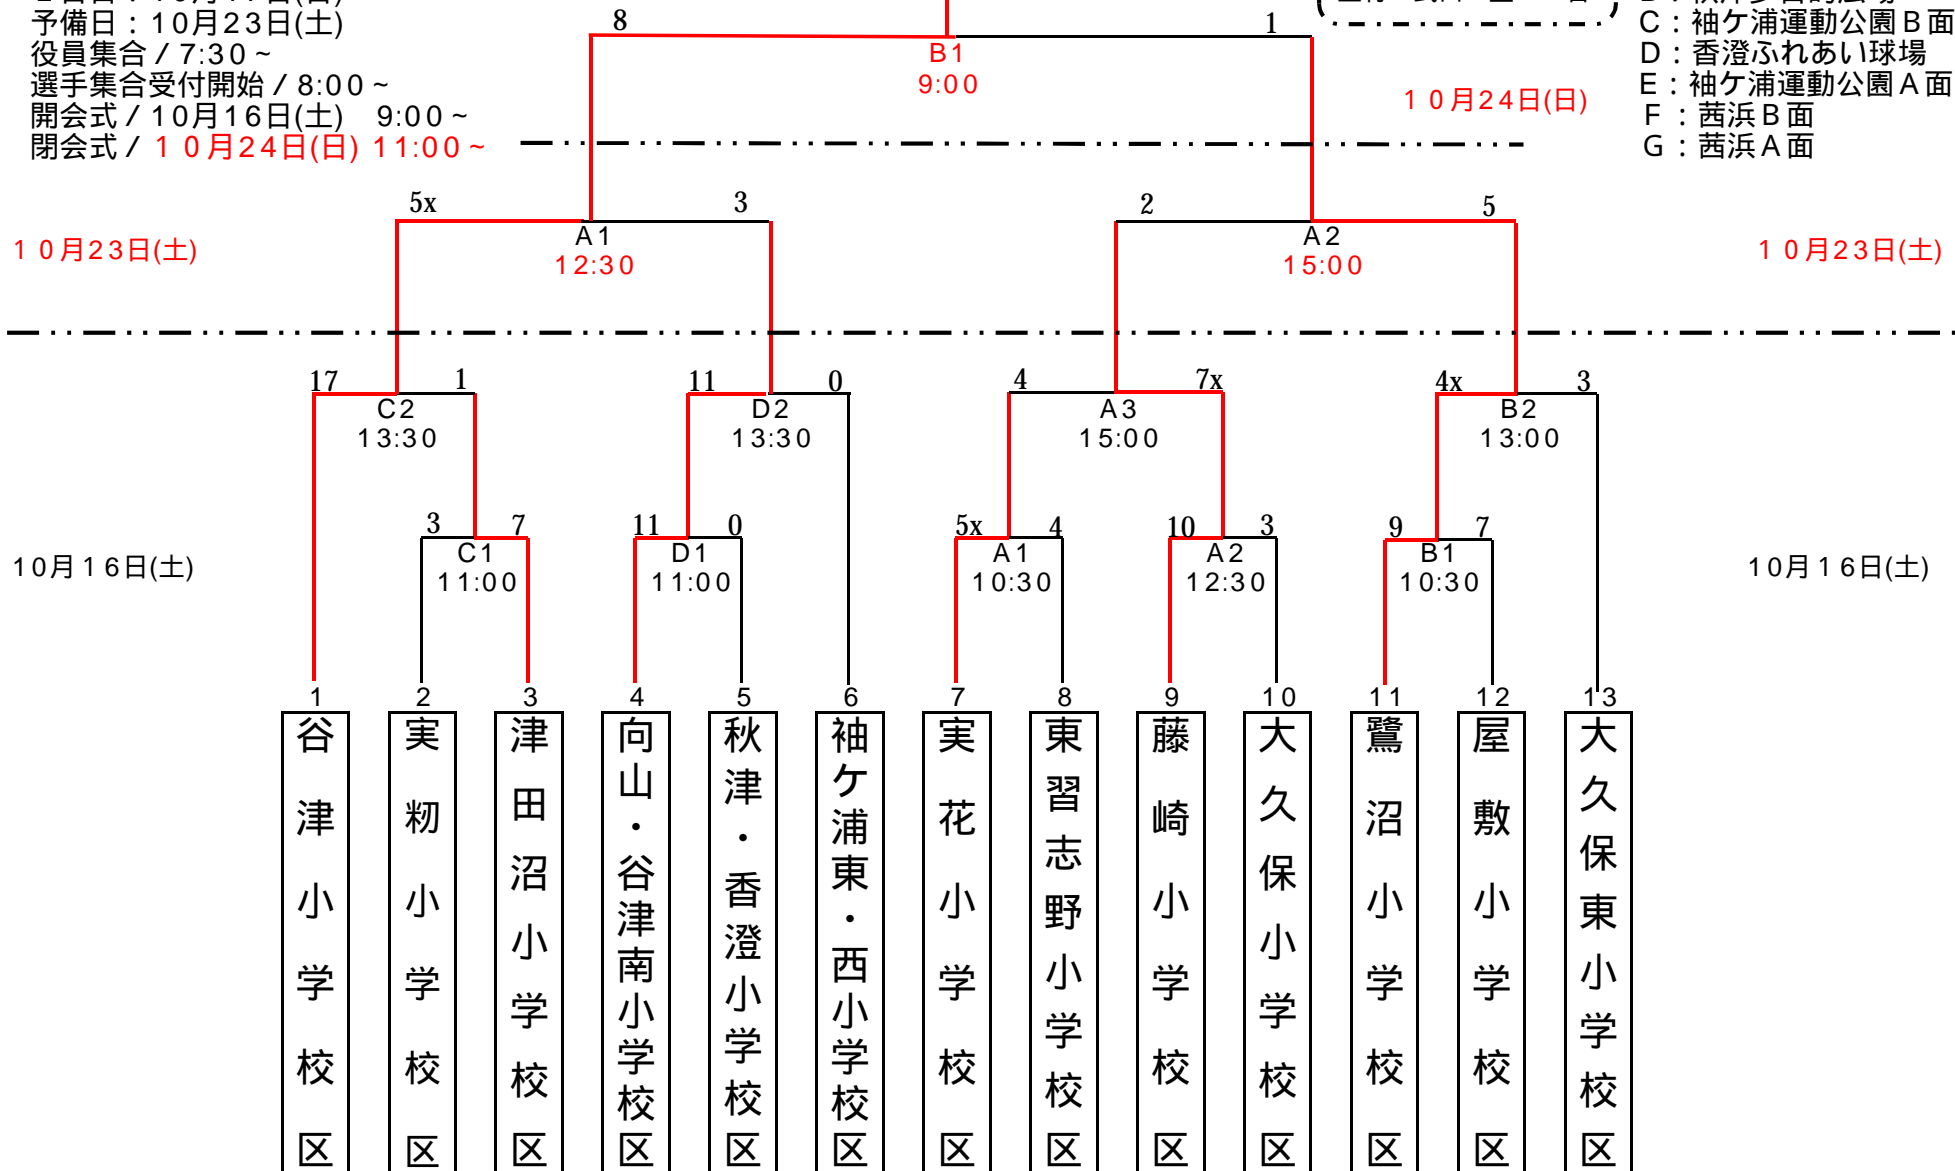 予備日：10月23日(土)
役員集合 / 7:30 ~
選手集合受付開始 / 8:00 ~
開会式 / 10月16日(土)　9:00 ~
閉会式 / 10月24日(日) 11:00 ~
C：袖ケ浦運動公園B面
D：香澄ふれあい球場
E：袖ケ浦運動公園A面
F：茜浜B面
G：茜浜A面
8
1
B1
9:00
10月24日(日)
5x
3
2
5
A1
12:30
A2
15:00
10月23日(土)
10月23日(土)
17
1
11
0
4
7x
4x
3
C2
13:30
D2
13:30
A3
15:00
B2
13:00
3
7
11
0
5x
4
10
3
9
7
C1
11:00
D1
11:00
A1
10:30
A2
12:30
B1
10:30
10月16日(土)
10月16日(土)
1
2
3
4
5
6
7
8
9
10
11
12
13
谷津小学校区
実籾小学校区
津田沼小学校区
向山・谷津南小学校区
秋津・香澄小学校区
袖ケ浦東・西小学校区
実花小学校区
東習志野小学校区
藤崎小学校区
大久保小学校区
鷺沼小学校区
屋敷小学校区
大久保東小学校区